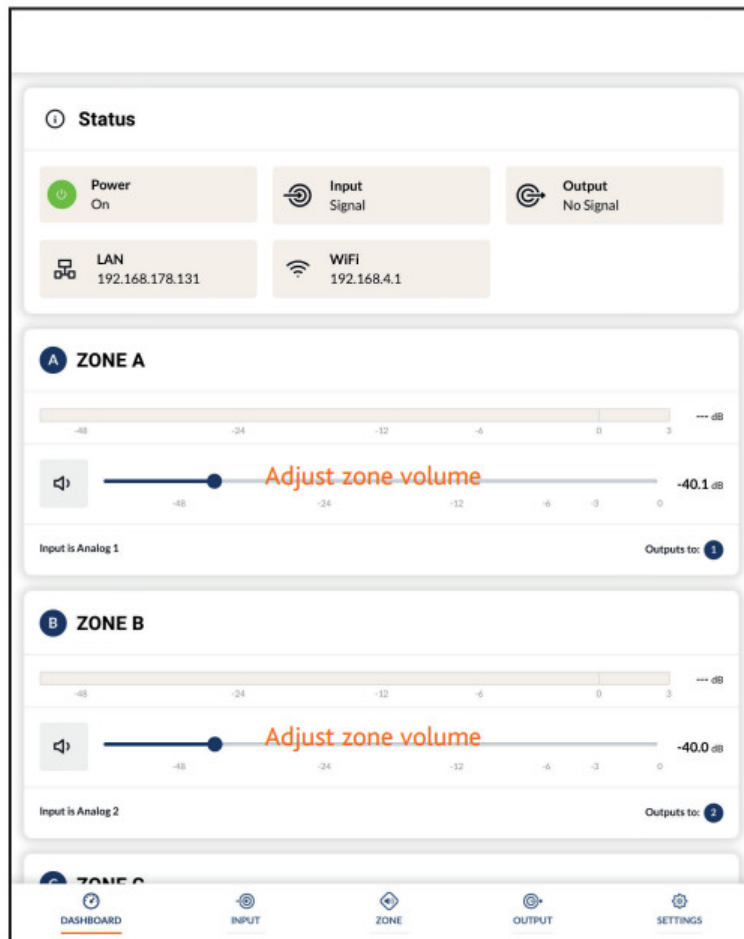 Status
Power
On
Input
Signal
Output
No Signal
LAN
192.168.178.131
WiFi
192.168.4.1
A ZONE A
--- dB
-48 -24 -12 -6 0 3
Adjust zone volume
-40.1 dB
-48 -24 -12 -6 -3 0
Input is Analog 1 Outputs to: 1
B ZONE B
--- dB
-48 -24 -12 -6 0 3
Adjust zone volume
-40.0 dB
-48 -24 -12 -6 -3 0
Input is Analog 2 Outputs to: 2
C ZONE C
DASHBOARD INPUT ZONE OUTPUT SETTINGS